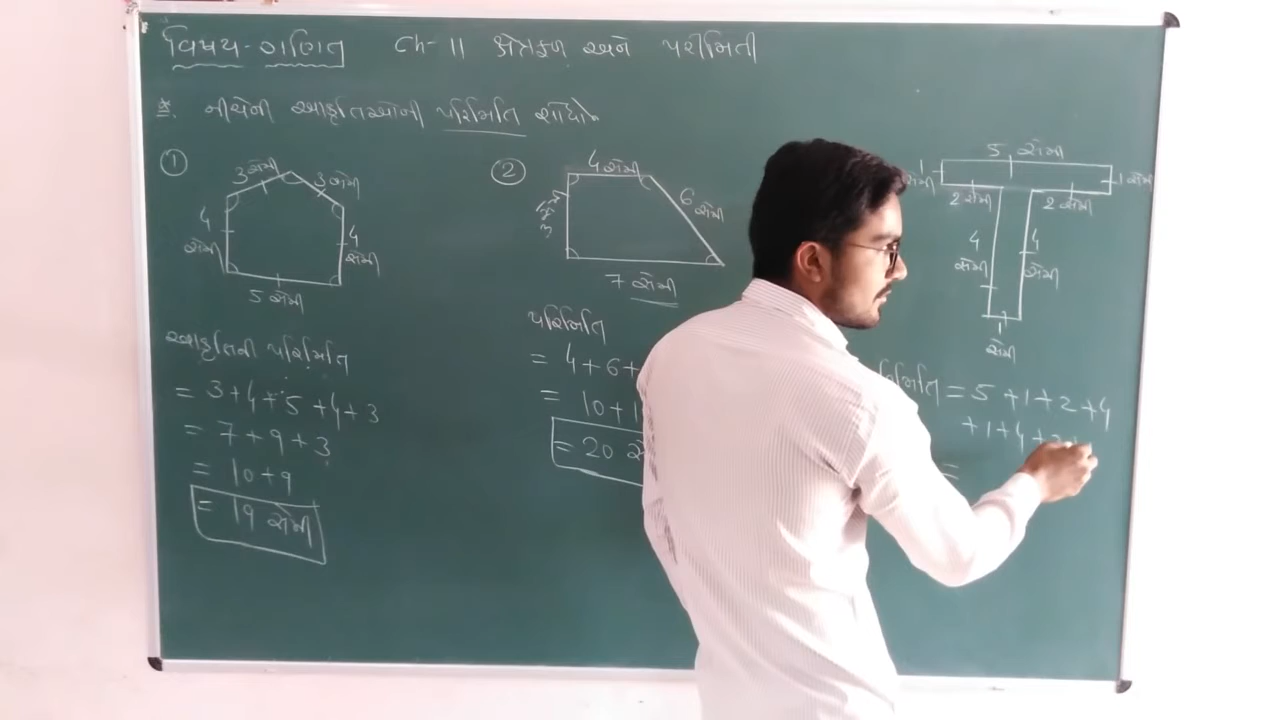 વિષય - ગણિત Ch-11 ક્ષેત્રફળ અને પરીમિતી
* નીચેની આકૃતિઓની પરિમિતિ શોધો
①
3 સેમી
3 સેમી
4 સેમી
4 સેમી
5 સેમી
આકૃતિની પરિમિતિ
= 3+4+5+4+3
= 7+9+3
= 10+9
= 19 સેમી
②
4 સેમી
6 સેમી
3
7 સેમી
પરિમિતિ
= 4+6+
= 10+1
= 20 સે
5 સેમી
1 સેમી
1 સેમી
2 સેમી
2 સેમી
4 સેમી
4 સેમી
1 સેમી
રિમિતિ = 5+1+2+4
+1+4+
=